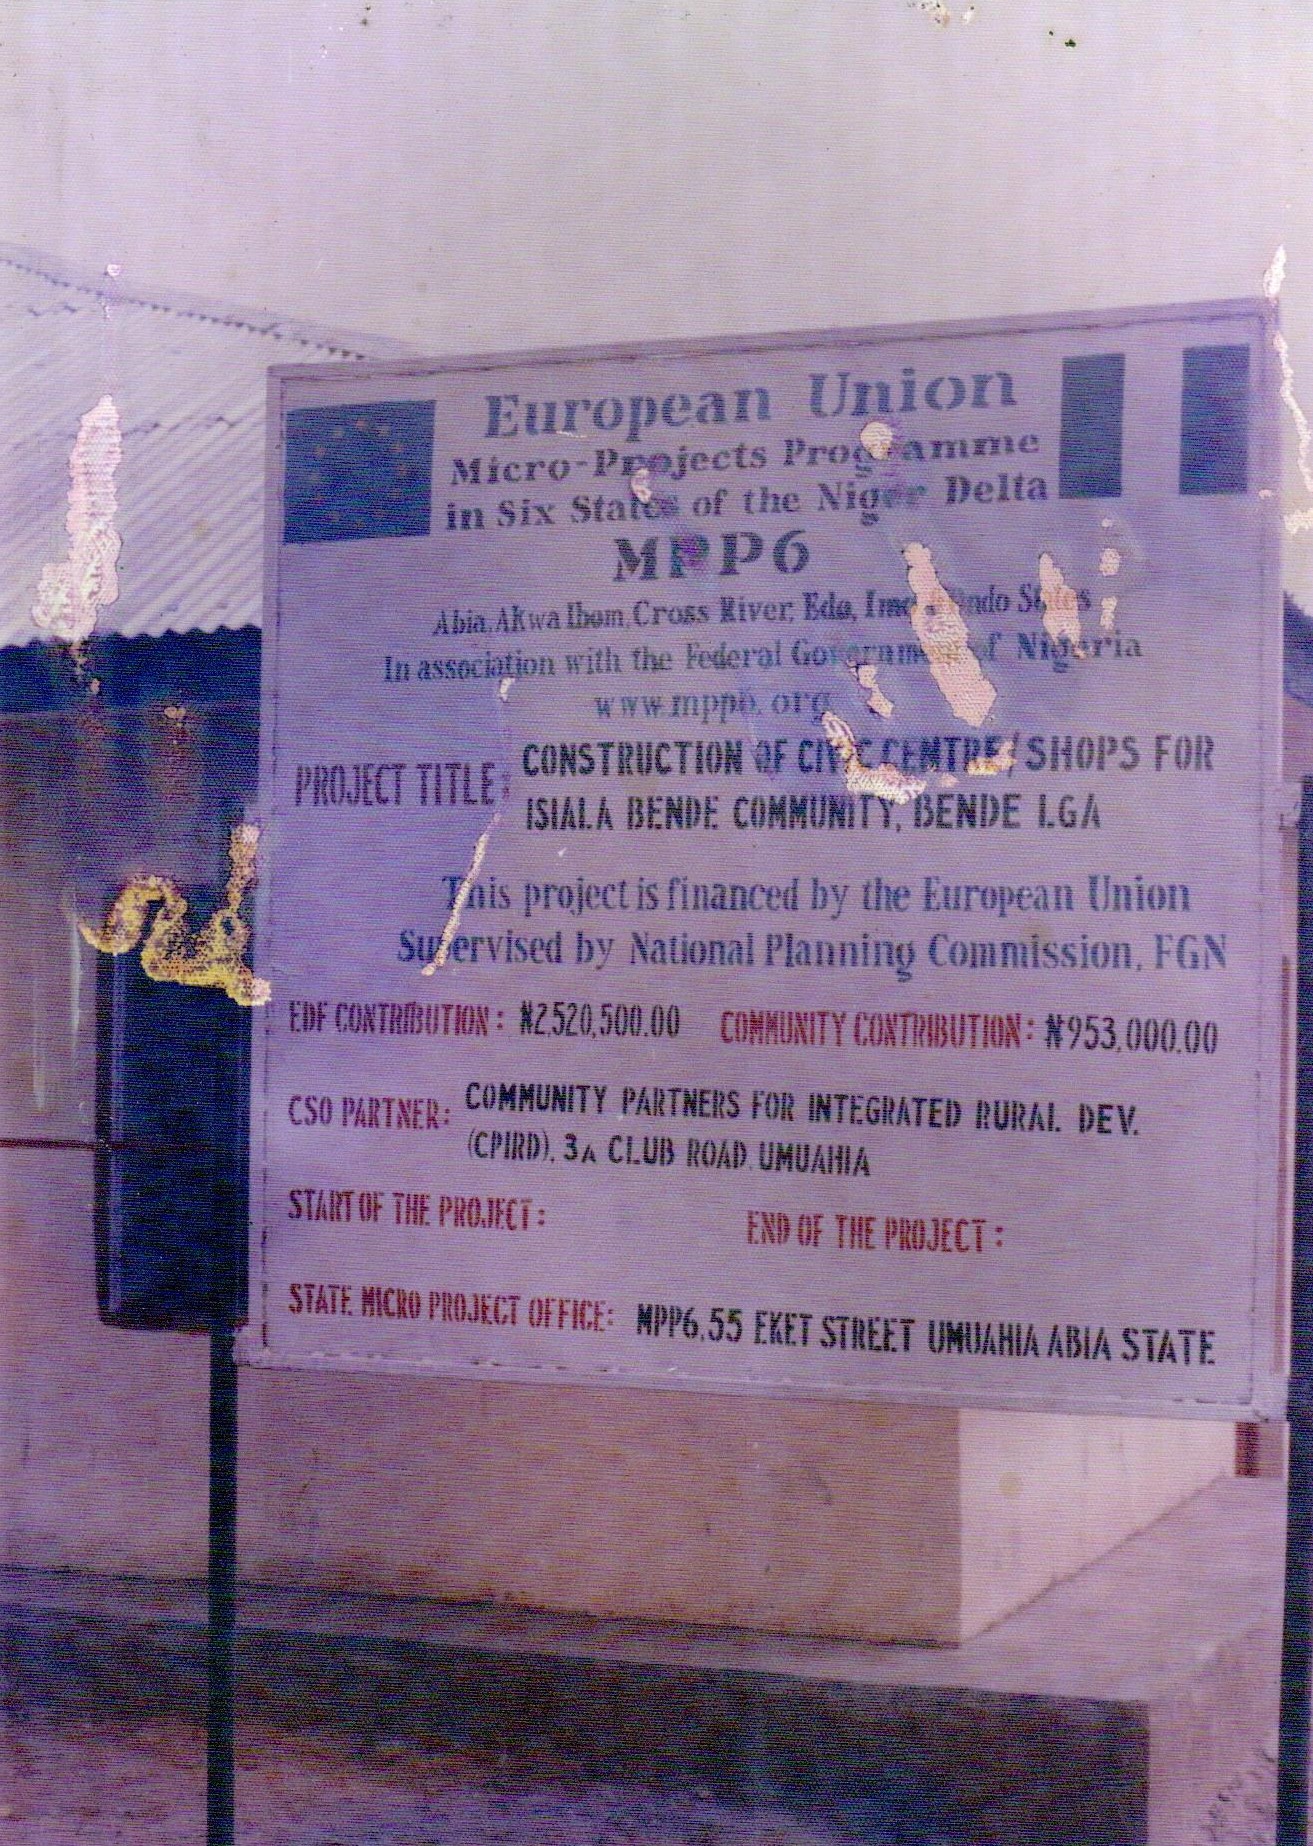 European Union
Micro-Projects Programme
in Six States of the Niger Delta
MPP6
Abia, Akwa Ibom, Cross River, Edo, Imo Ondo States
In association with the Federal Government of Nigeria
www.mpp6.org
PROJECT TITLE: CONSTRUCTION OF CIVIC CENTRE/SHOPS FOR
ISIALA BENDE COMMUNITY, BENDE LGA
This project is financed by the European Union
Supervised by National Planning Commission, FGN
EDF CONTRIBUTION: ₦2,520,500.00 COMMUNITY CONTRIBUTION: ₦953,000.00
CSO PARTNER: COMMUNITY PARTNERS FOR INTEGRATED RURAL DEV.
(CPIRD), 3A CLUB ROAD, UMUAHIA
START OF THE PROJECT: END OF THE PROJECT:
STATE MICRO PROJECT OFFICE: MPP6, 55 EKET STREET UMUAHIA ABIA STATE